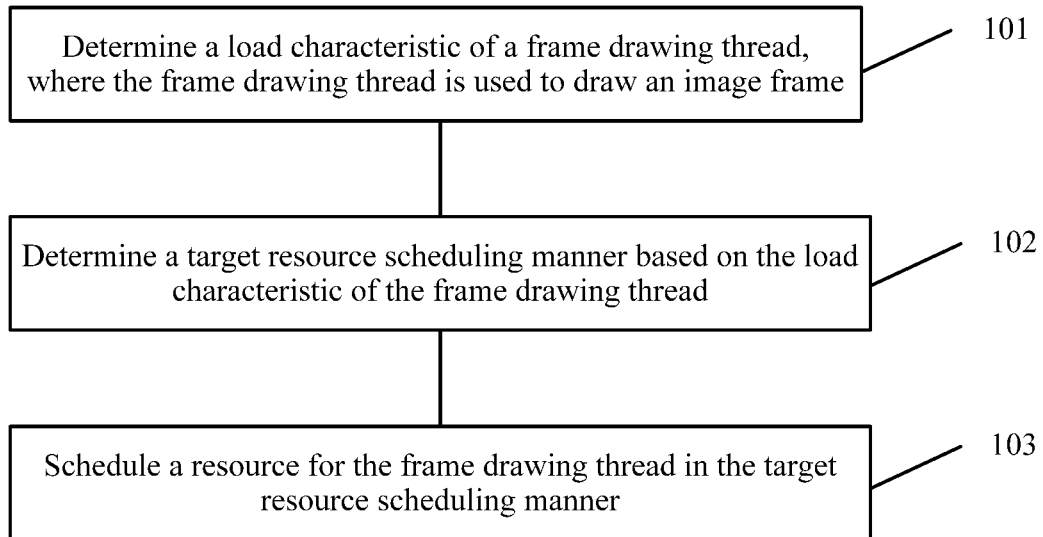 Determine a load characteristic of a frame drawing thread,
where the frame drawing thread is used to draw an image frame
101
Determine a target resource scheduling manner based on the load
characteristic of the frame drawing thread
102
Schedule a resource for the frame drawing thread in the target
resource scheduling manner
103